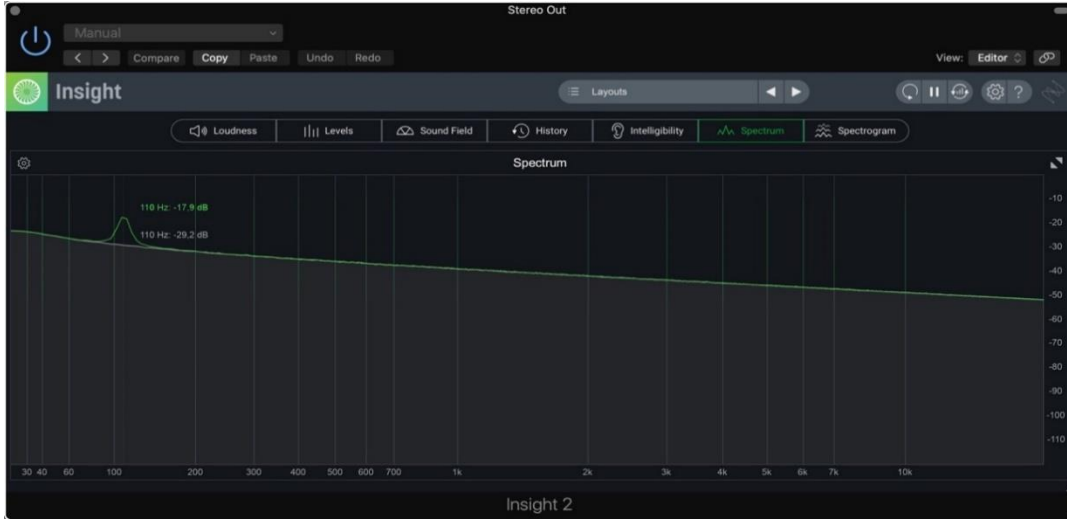 Stereo Out
Manual
Compare Copy Paste Undo Redo View: Editor
Insight Layouts ?
Loudness Levels Sound Field History Intelligibility Spectrum Spectrogram
Spectrum
110 Hz: -17,9 dB
110 Hz: -29,2 dB
-10
-20
-30
-40
-50
-60
-70
-80
-90
-100
-110
30 40 60 100 200 300 400 500 600 700 1k 2k 3k 4k 5k 6k 7k 10k
Insight 2